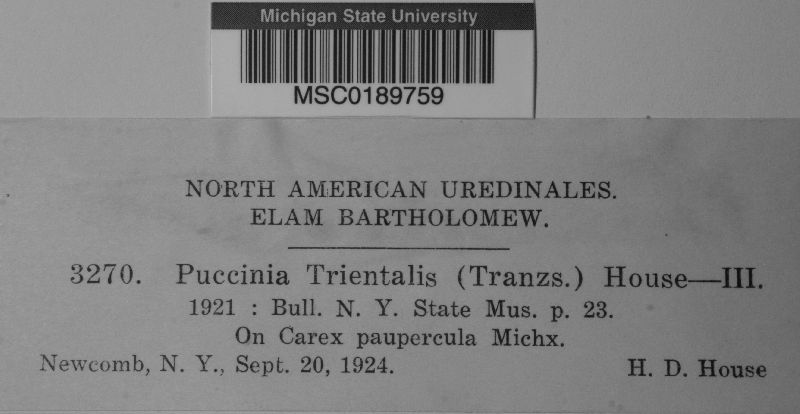 Michigan State University
MSC0189759
NORTH AMERICAN UREDINALES.
ELAM BARTHOLOMEW.
3270. Puccinia Trientalis (Tranzs.) House—III.
1921 : Bull. N. Y. State Mus. p. 23.
On Carex paupercula Michx.
Newcomb, N. Y., Sept. 20, 1924. H. D. House